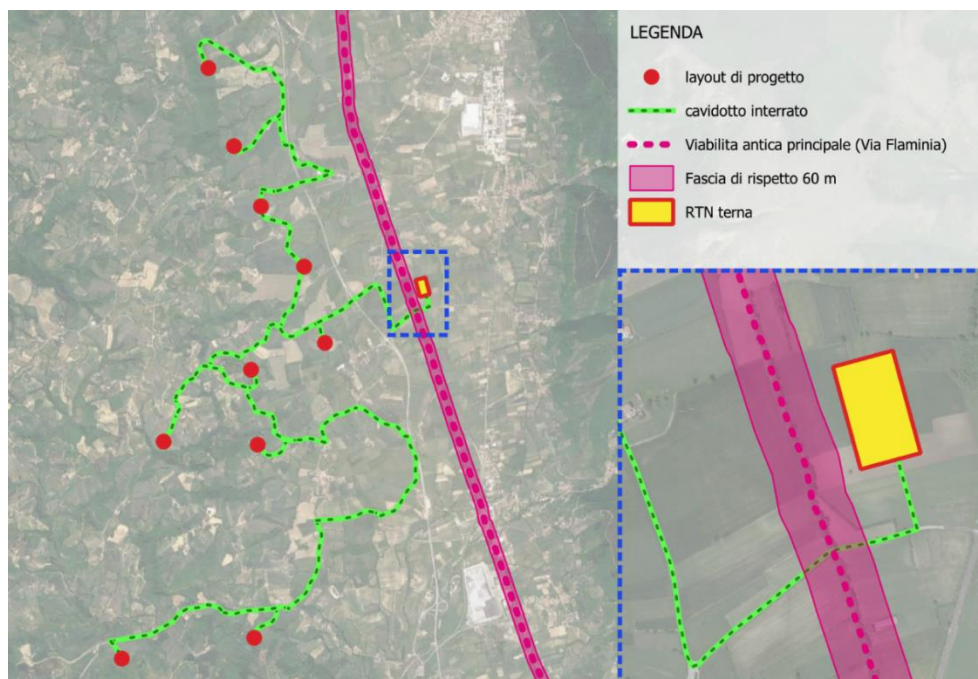 LEGENDA
layout di progetto
cavidotto interrato
Viabilita antica principale (Via Flaminia)
Fascia di rispetto 60 m
RTN terna